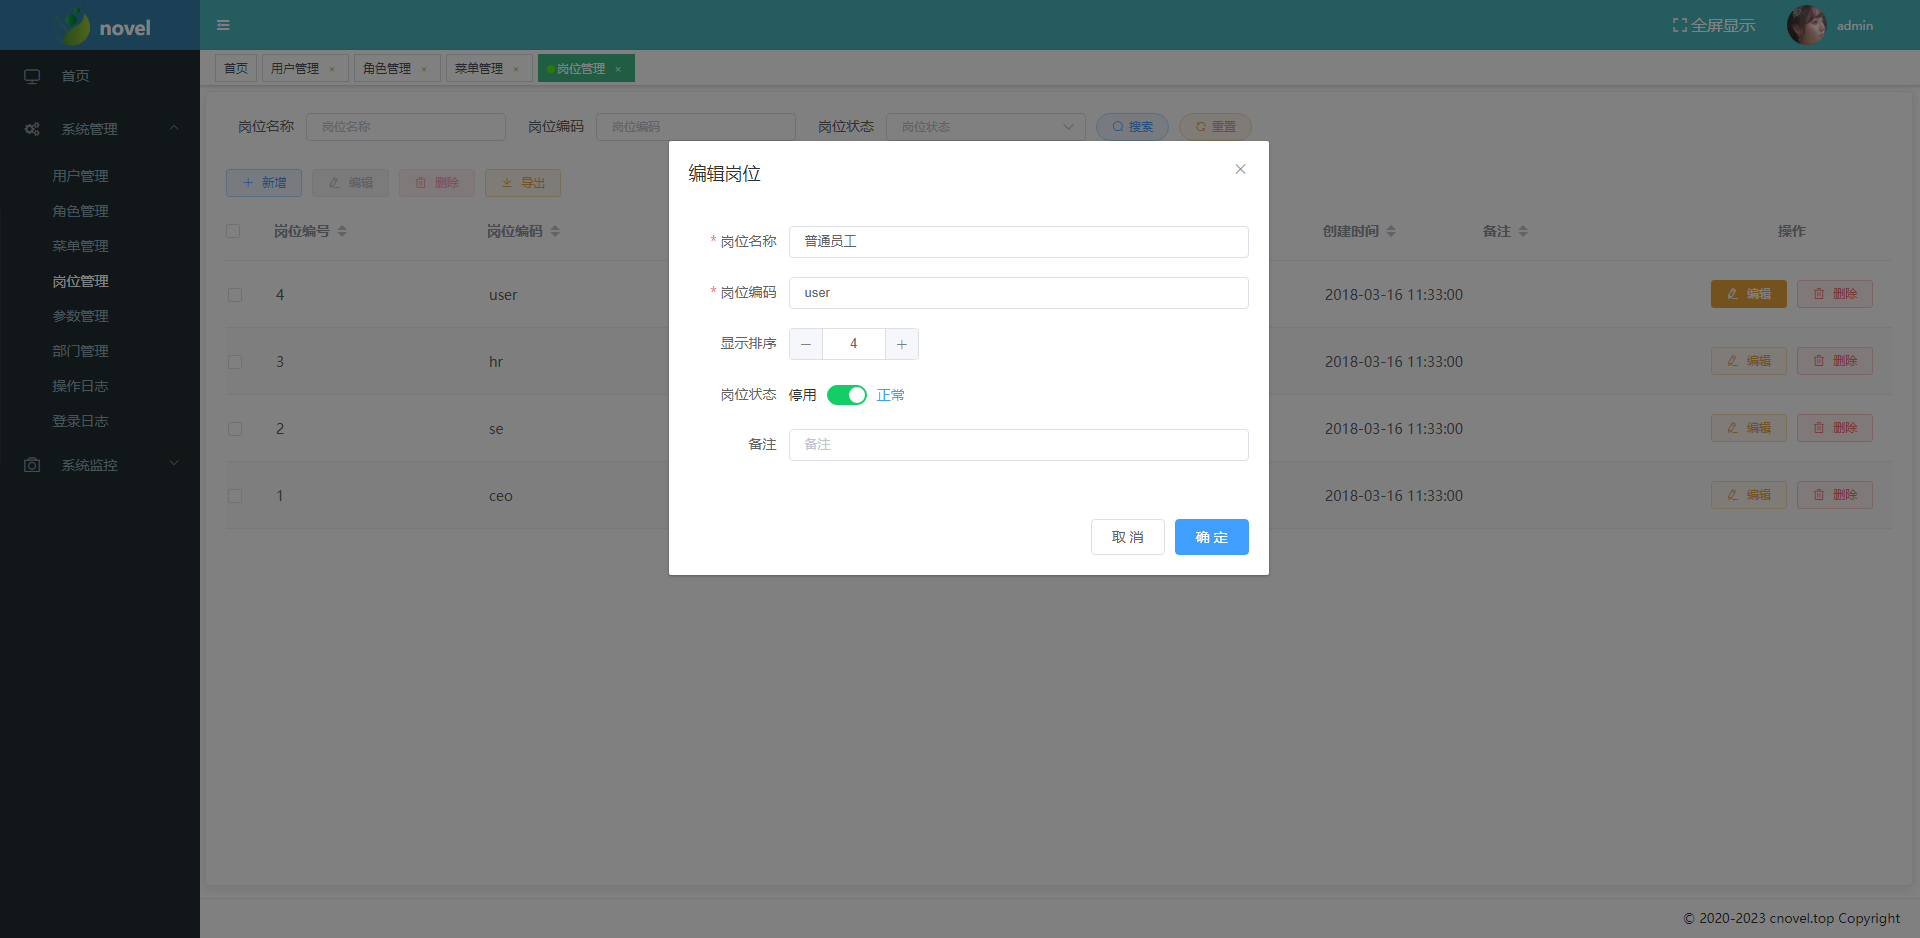 novel
全屏显示
admin
首页
系统管理
用户管理
角色管理
菜单管理
岗位管理
参数管理
部门管理
操作日志
登录日志
系统监控
首页
用户管理 ×
角色管理 ×
菜单管理 ×
岗位管理 ×
岗位名称 岗位名称 岗位编码 岗位编码 岗位状态 岗位状态 搜索 重置
新增 编辑 删除 导出
岗位编号 岗位编码 创建时间 备注 操作
4 user 2018-03-16 11:33:00 编辑 删除
3 hr 编辑 删除
2 se 2018-03-16 11:33:00 编辑 删除
1 ceo 2018-03-16 11:33:00 编辑 删除
编辑岗位
* 岗位名称 普通员工
* 岗位编码 user
显示排序 4
岗位状态 停用 正常
备注 备注
取 消 确 定
© 2020-2023 cnovel.top Copyright